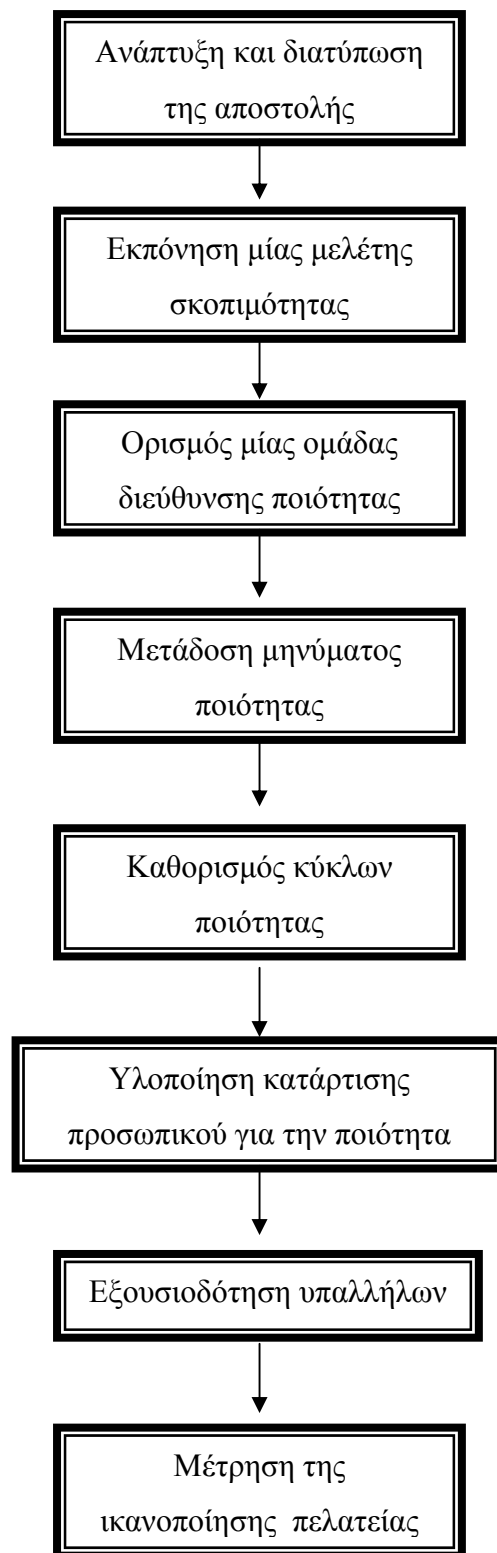 Ανάπτυξη και διατύπωση
της αποστολής
Εκπόνηση μίας μελέτης
σκοπιμότητας
Ορισμός μίας ομάδας
διεύθυνσης ποιότητας
Μετάδοση μηνύματος
ποιότητας
Καθορισμός κύκλων
ποιότητας
Υλοποίηση κατάρτισης
προσωπικού για την ποιότητα
Εξουσιοδότηση υπαλλήλων
Μέτρηση της
ικανοποίησης πελατείας